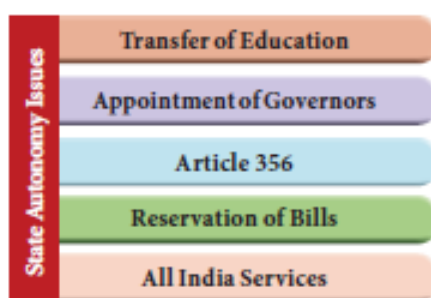 State Autonomy Issues
Transfer of Education
Appointment of Governors
Article 356
Reservation of Bills
All India Services